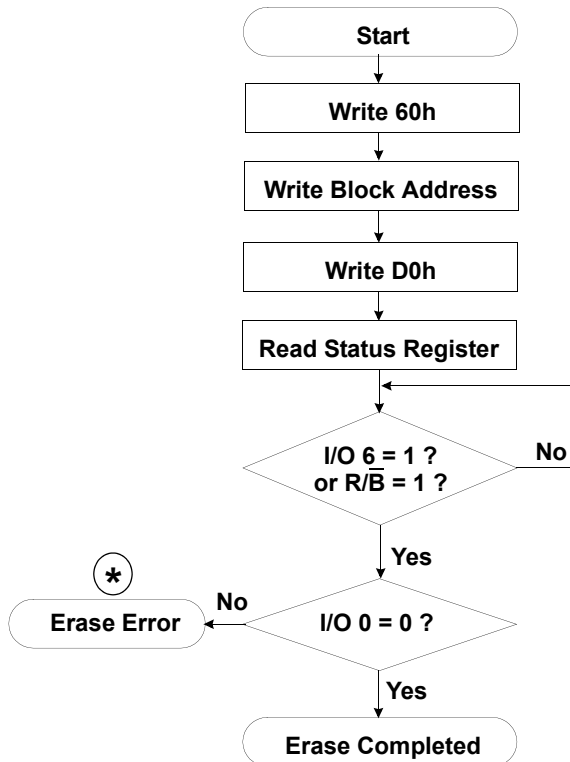 Start
Write 60h
Write Block Address
Write D0h
Read Status Register
I/O 6 = 1 ?
or R/B̅ = 1 ?
No
Yes
*
No
Erase Error
I/O 0 = 0 ?
Yes
Erase Completed